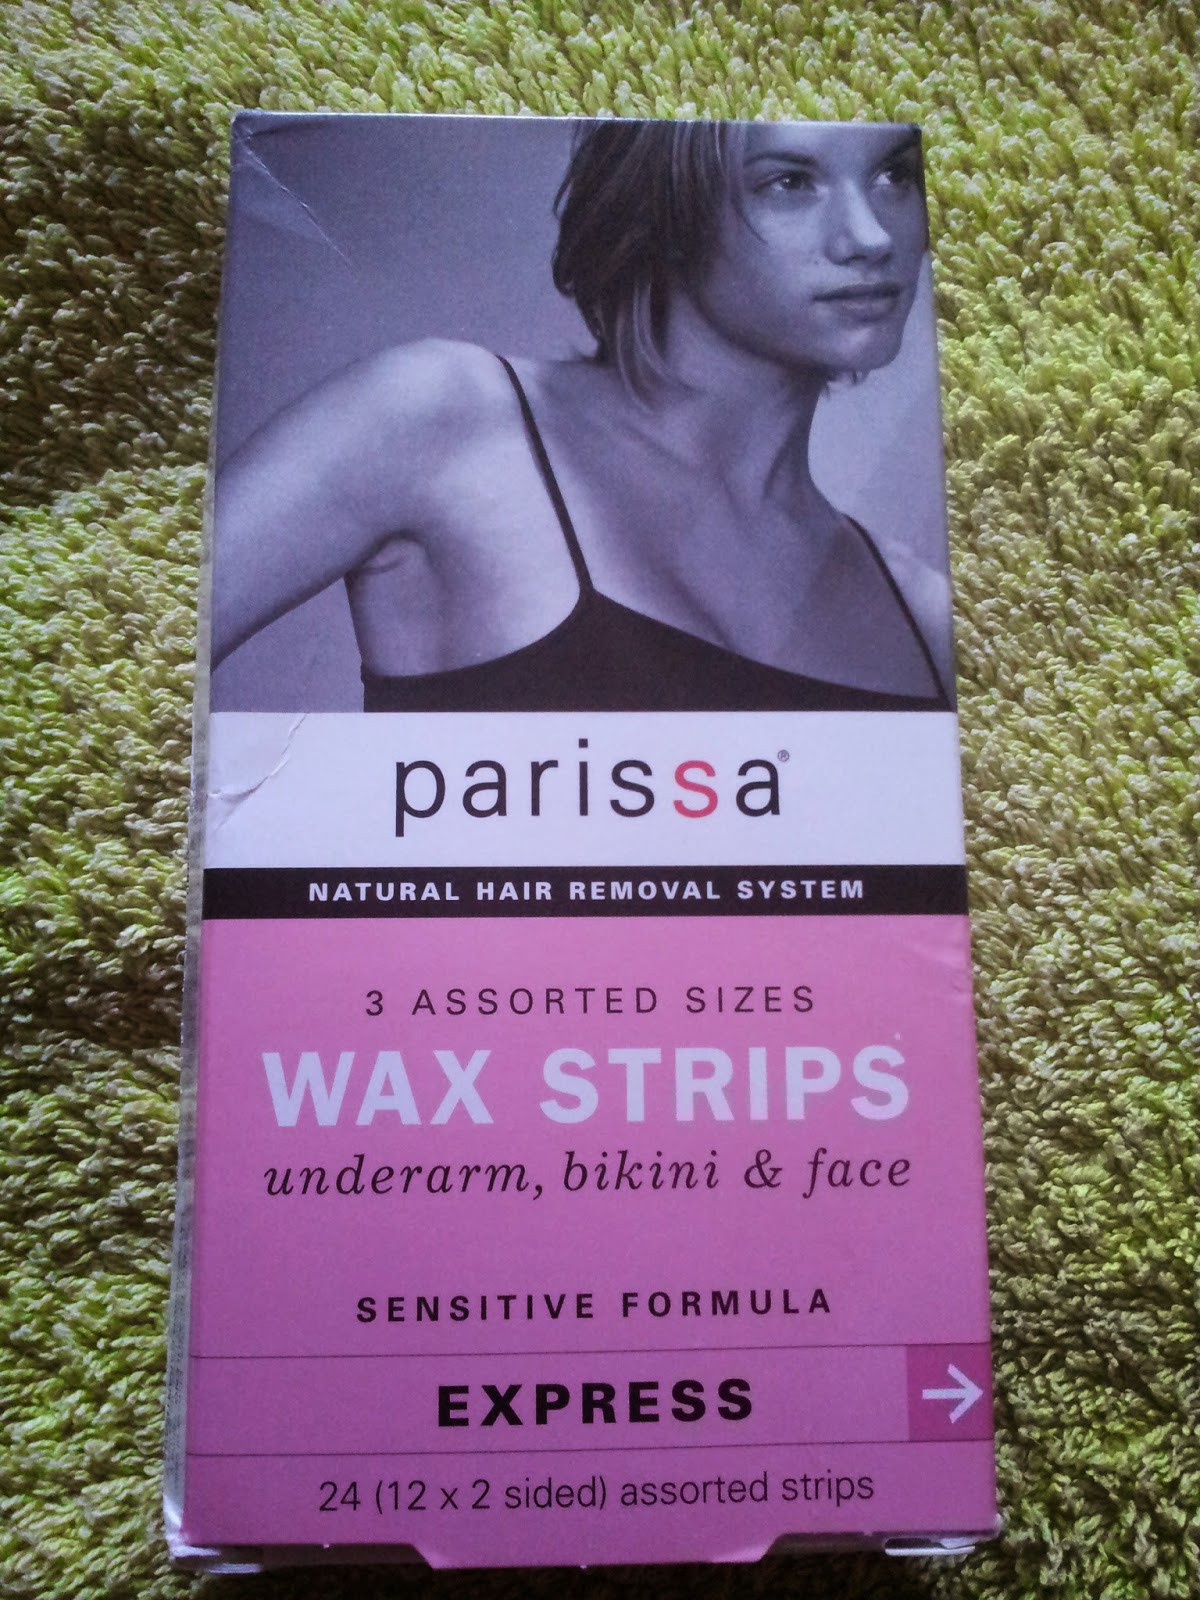 parissa®
NATURAL HAIR REMOVAL SYSTEM
3 ASSORTED SIZES
WAX STRIPS
underarm, bikini & face
SENSITIVE FORMULA
EXPRESS →
24 (12 x 2 sided) assorted strips